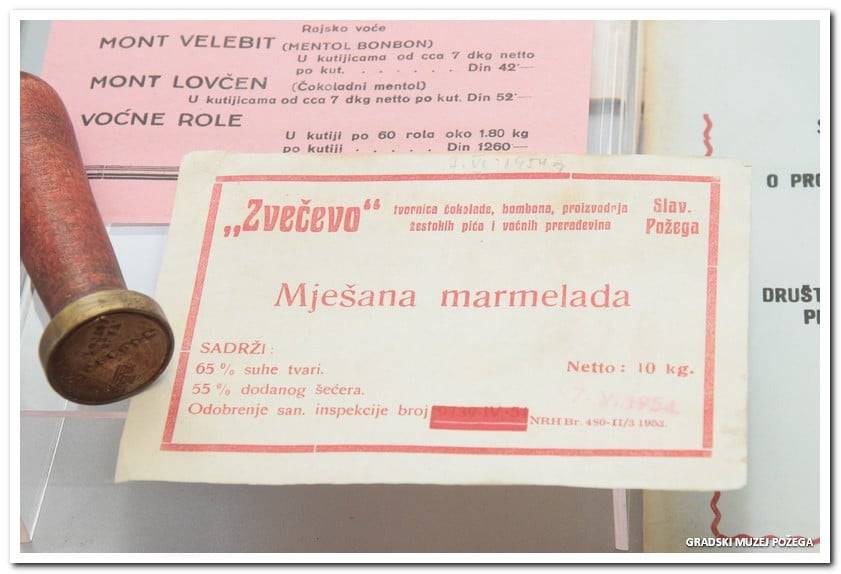 Rajsko voće
MONT VELEBIT (MENTOL BONBON)
U kutijicama od cca 7 dkg netto
po kut. . . . . . . Din 42·—
MONT LOVČEN (Čokoladni mentol)
U kutijicama od cca 7 dkg netto po kut. Din 52·—
VOĆNE ROLE
U kutiji po 60 rola oko 1.80 kg
po kutiji . . . . . Din 1260—
7. VI. 1954
„Zvečevo“ tvornica čokolade, bombona, proizvodnja Slav.
žestokih pića i voćnih prerađevina Požega
Mješana marmelada
SADRŽI:
65 % suhe tvari. Netto: 10 kg.
55 % dodanog šećera.
7. VI. 1954.
Odobrenje san. inspekcije broj NRH Br. 480-II/3 1953.
O PRO
DRUŠT
GRADSKI MUZEJ POŽEGA